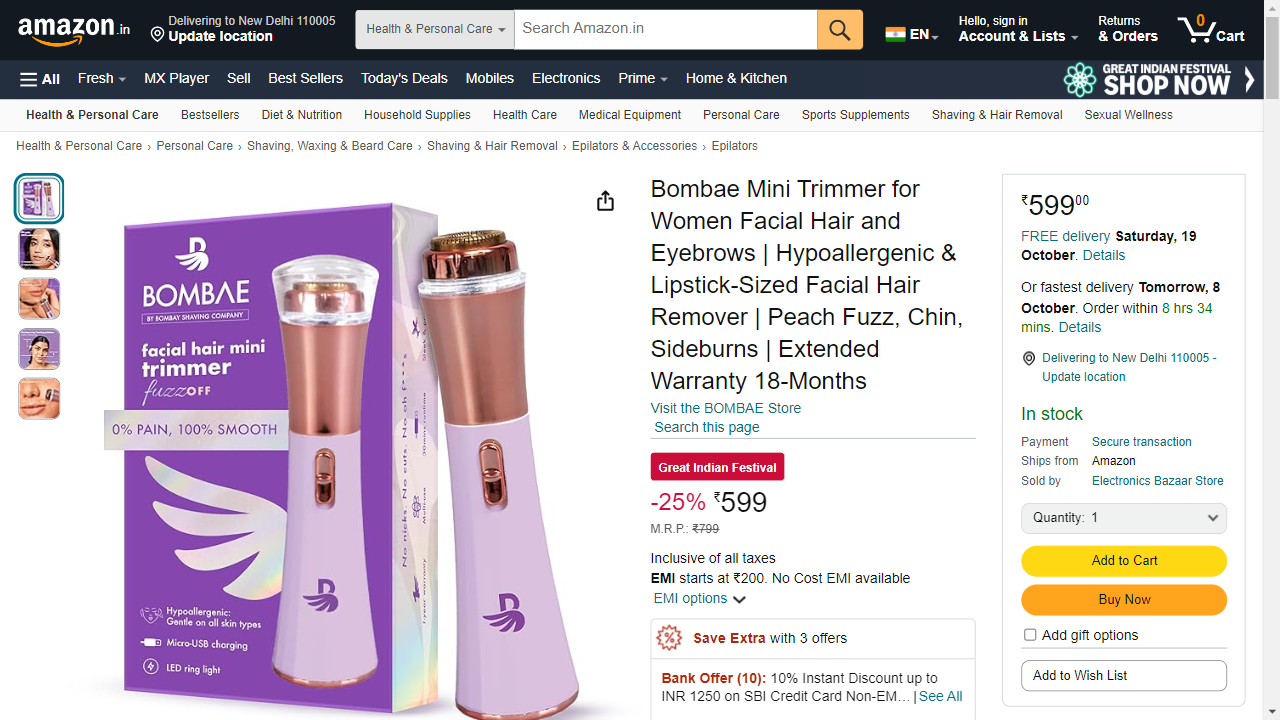 amazon.in
Delivering to New Delhi 110005
Update location
Health & Personal Care
Search Amazon.in
EN
Hello, sign in
Account & Lists
Returns
& Orders
0
Cart
All
Fresh
MX Player
Sell
Best Sellers
Today's Deals
Mobiles
Electronics
Prime
Home & Kitchen
GREAT INDIAN FESTIVAL
SHOP NOW
Health & Personal Care
Bestsellers
Diet & Nutrition
Household Supplies
Health Care
Medical Equipment
Personal Care
Sports Supplements
Shaving & Hair Removal
Sexual Wellness
Health & Personal Care › Personal Care › Shaving, Waxing & Beard Care › Shaving & Hair Removal › Epilators & Accessories › Epilators
BOMBAE
BY BOMBAY SHAVING COMPANY
facial hair mini
trimmer
fuzzOFF
0% PAIN, 100% SMOOTH
Hypoallergenic:
Gentle on all skin types
Micro-USB charging
LED ring light
No nicks. No cuts. No
Bombae Mini Trimmer for
Women Facial Hair and
Eyebrows | Hypoallergenic &
Lipstick-Sized Facial Hair
Remover | Peach Fuzz, Chin,
Sideburns | Extended
Warranty 18-Months
Visit the BOMBAE Store
Search this page
Great Indian Festival
-25% ₹599
M.R.P.: ₹799
Inclusive of all taxes
EMI starts at ₹200. No Cost EMI available
EMI options
Save Extra with 3 offers
Bank Offer (10): 10% Instant Discount up to
INR 1250 on SBI Credit Card Non-EM… | See All
₹59900
FREE delivery Saturday, 19
October. Details
Or fastest delivery Tomorrow, 8
October. Order within 8 hrs 34
mins. Details
Delivering to New Delhi 110005 -
Update location
In stock
Payment Secure transaction
Ships from Amazon
Sold by Electronics Bazaar Store
Quantity: 1
Add to Cart
Buy Now
Add gift options
Add to Wish List